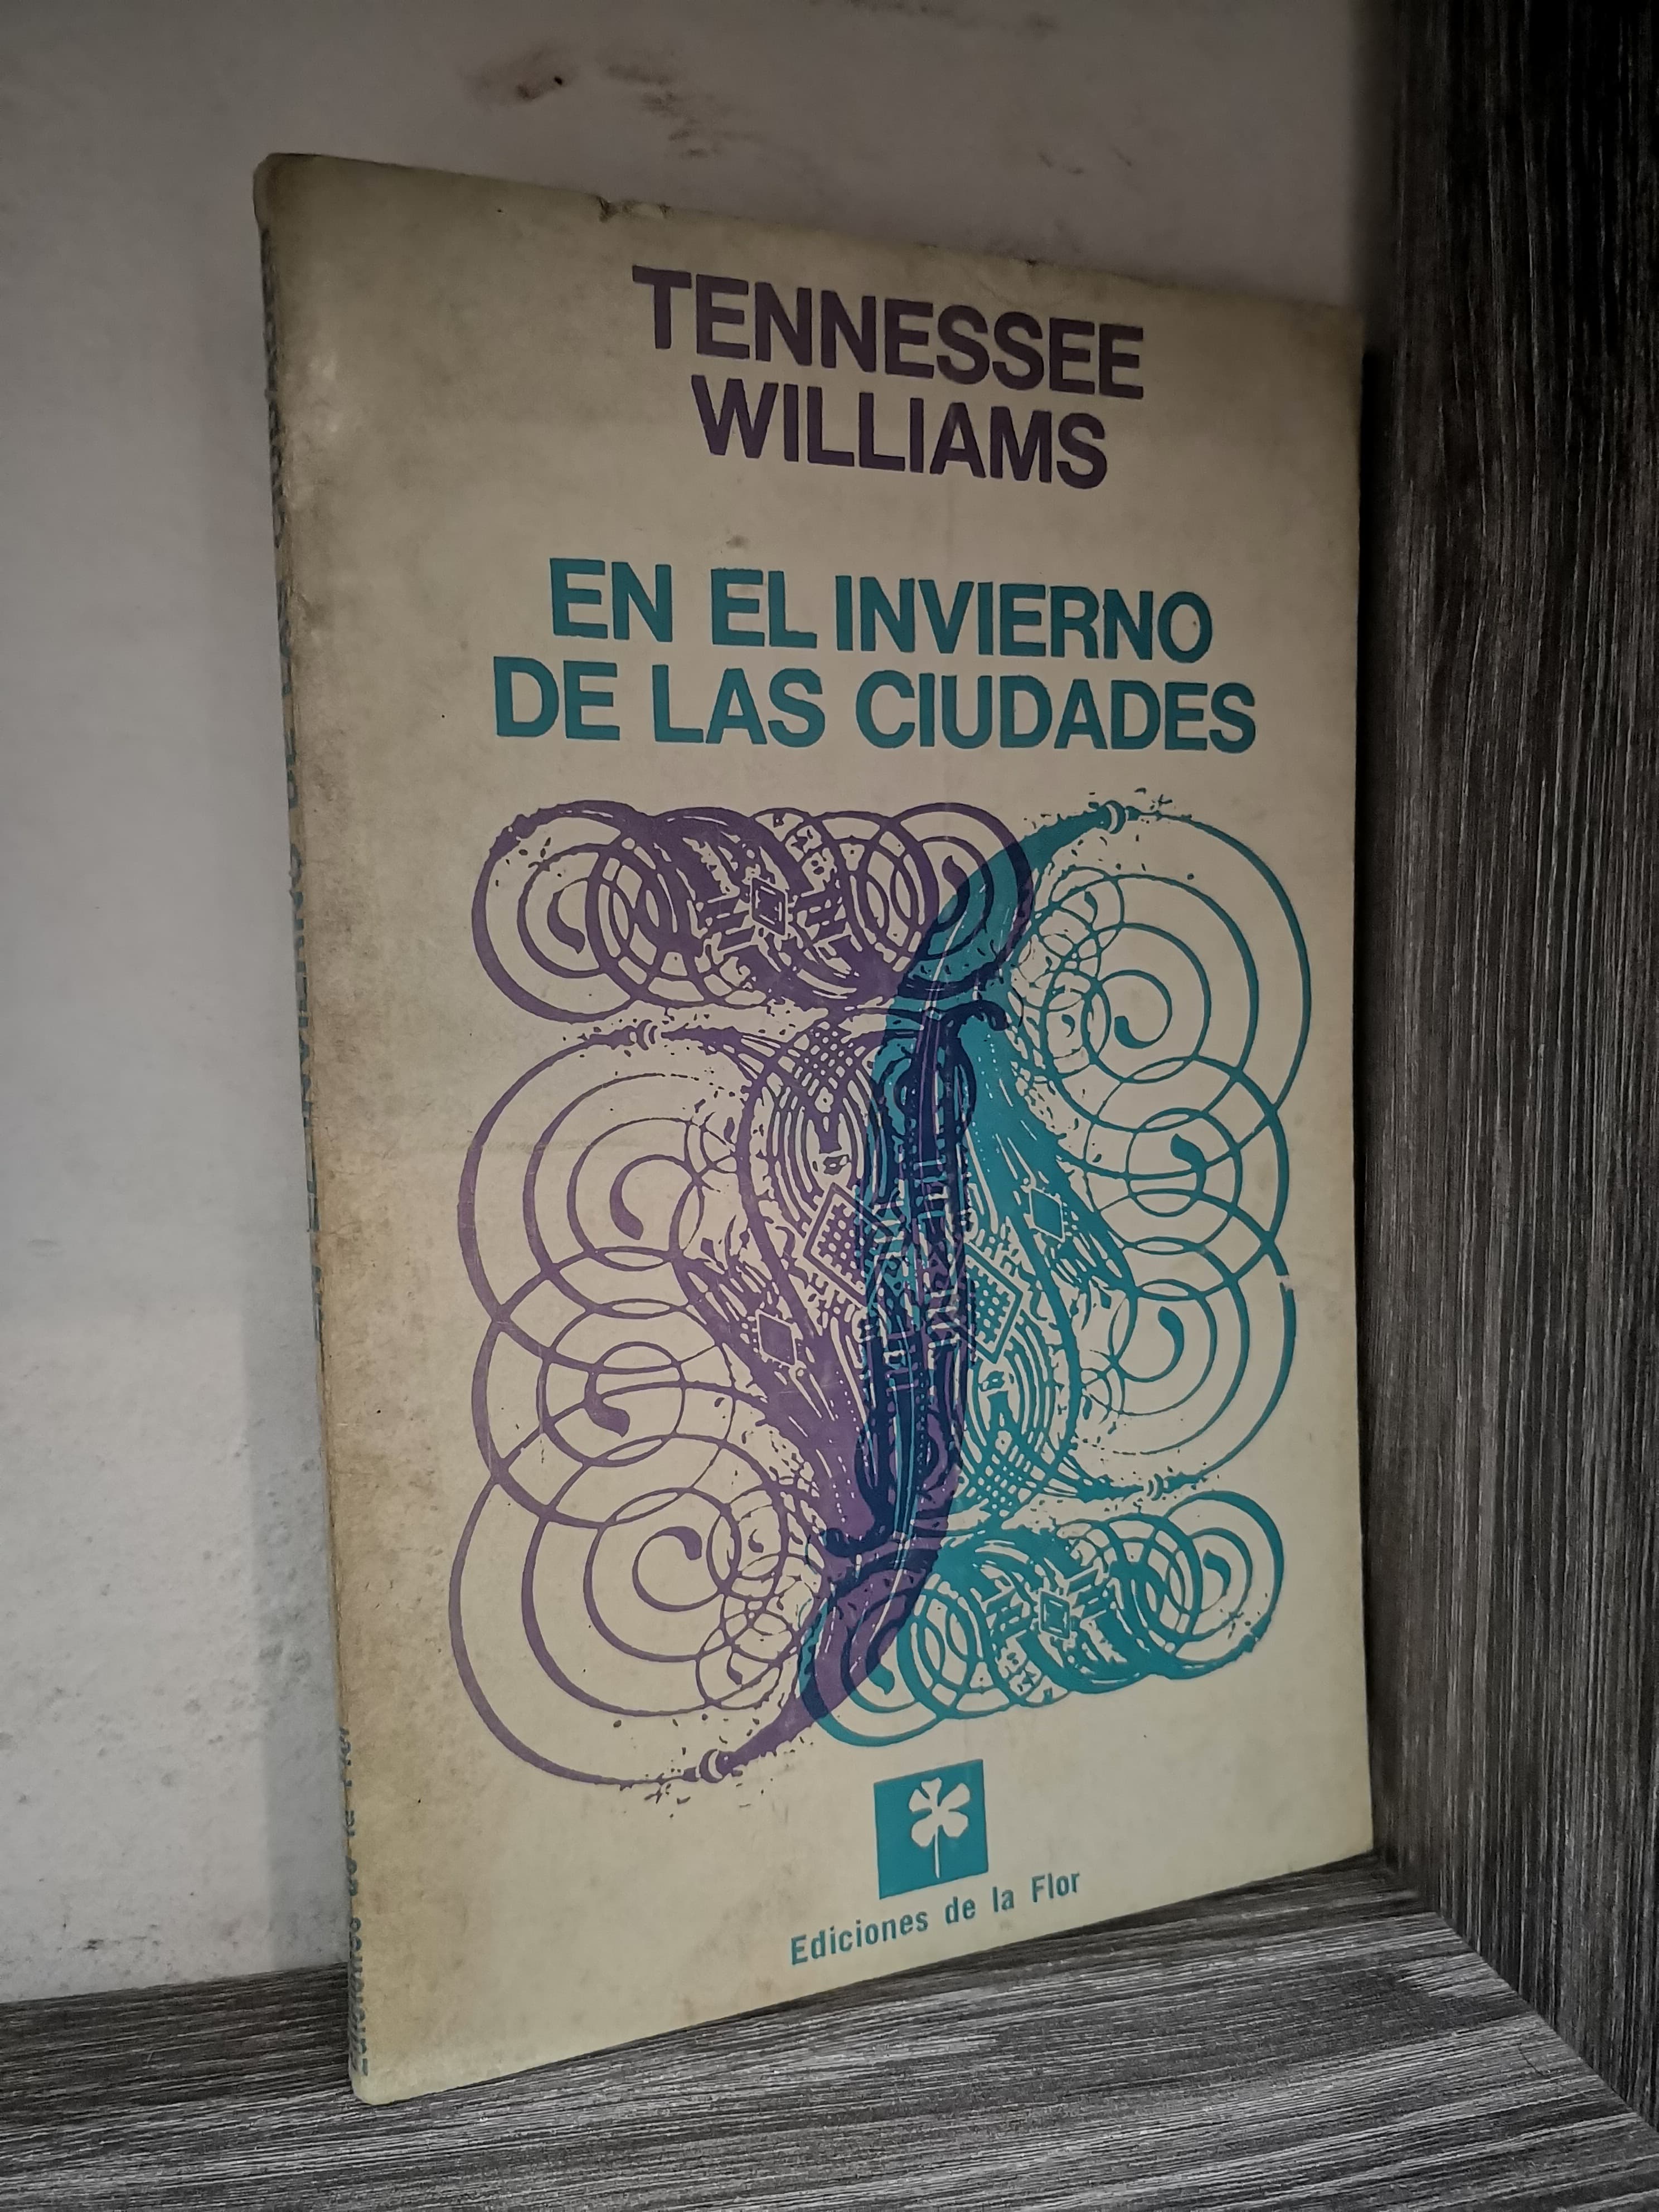 TENNESSEE
WILLIAMS
EN EL INVIERNO
DE LAS CIUDADES
Ediciones de la Flor